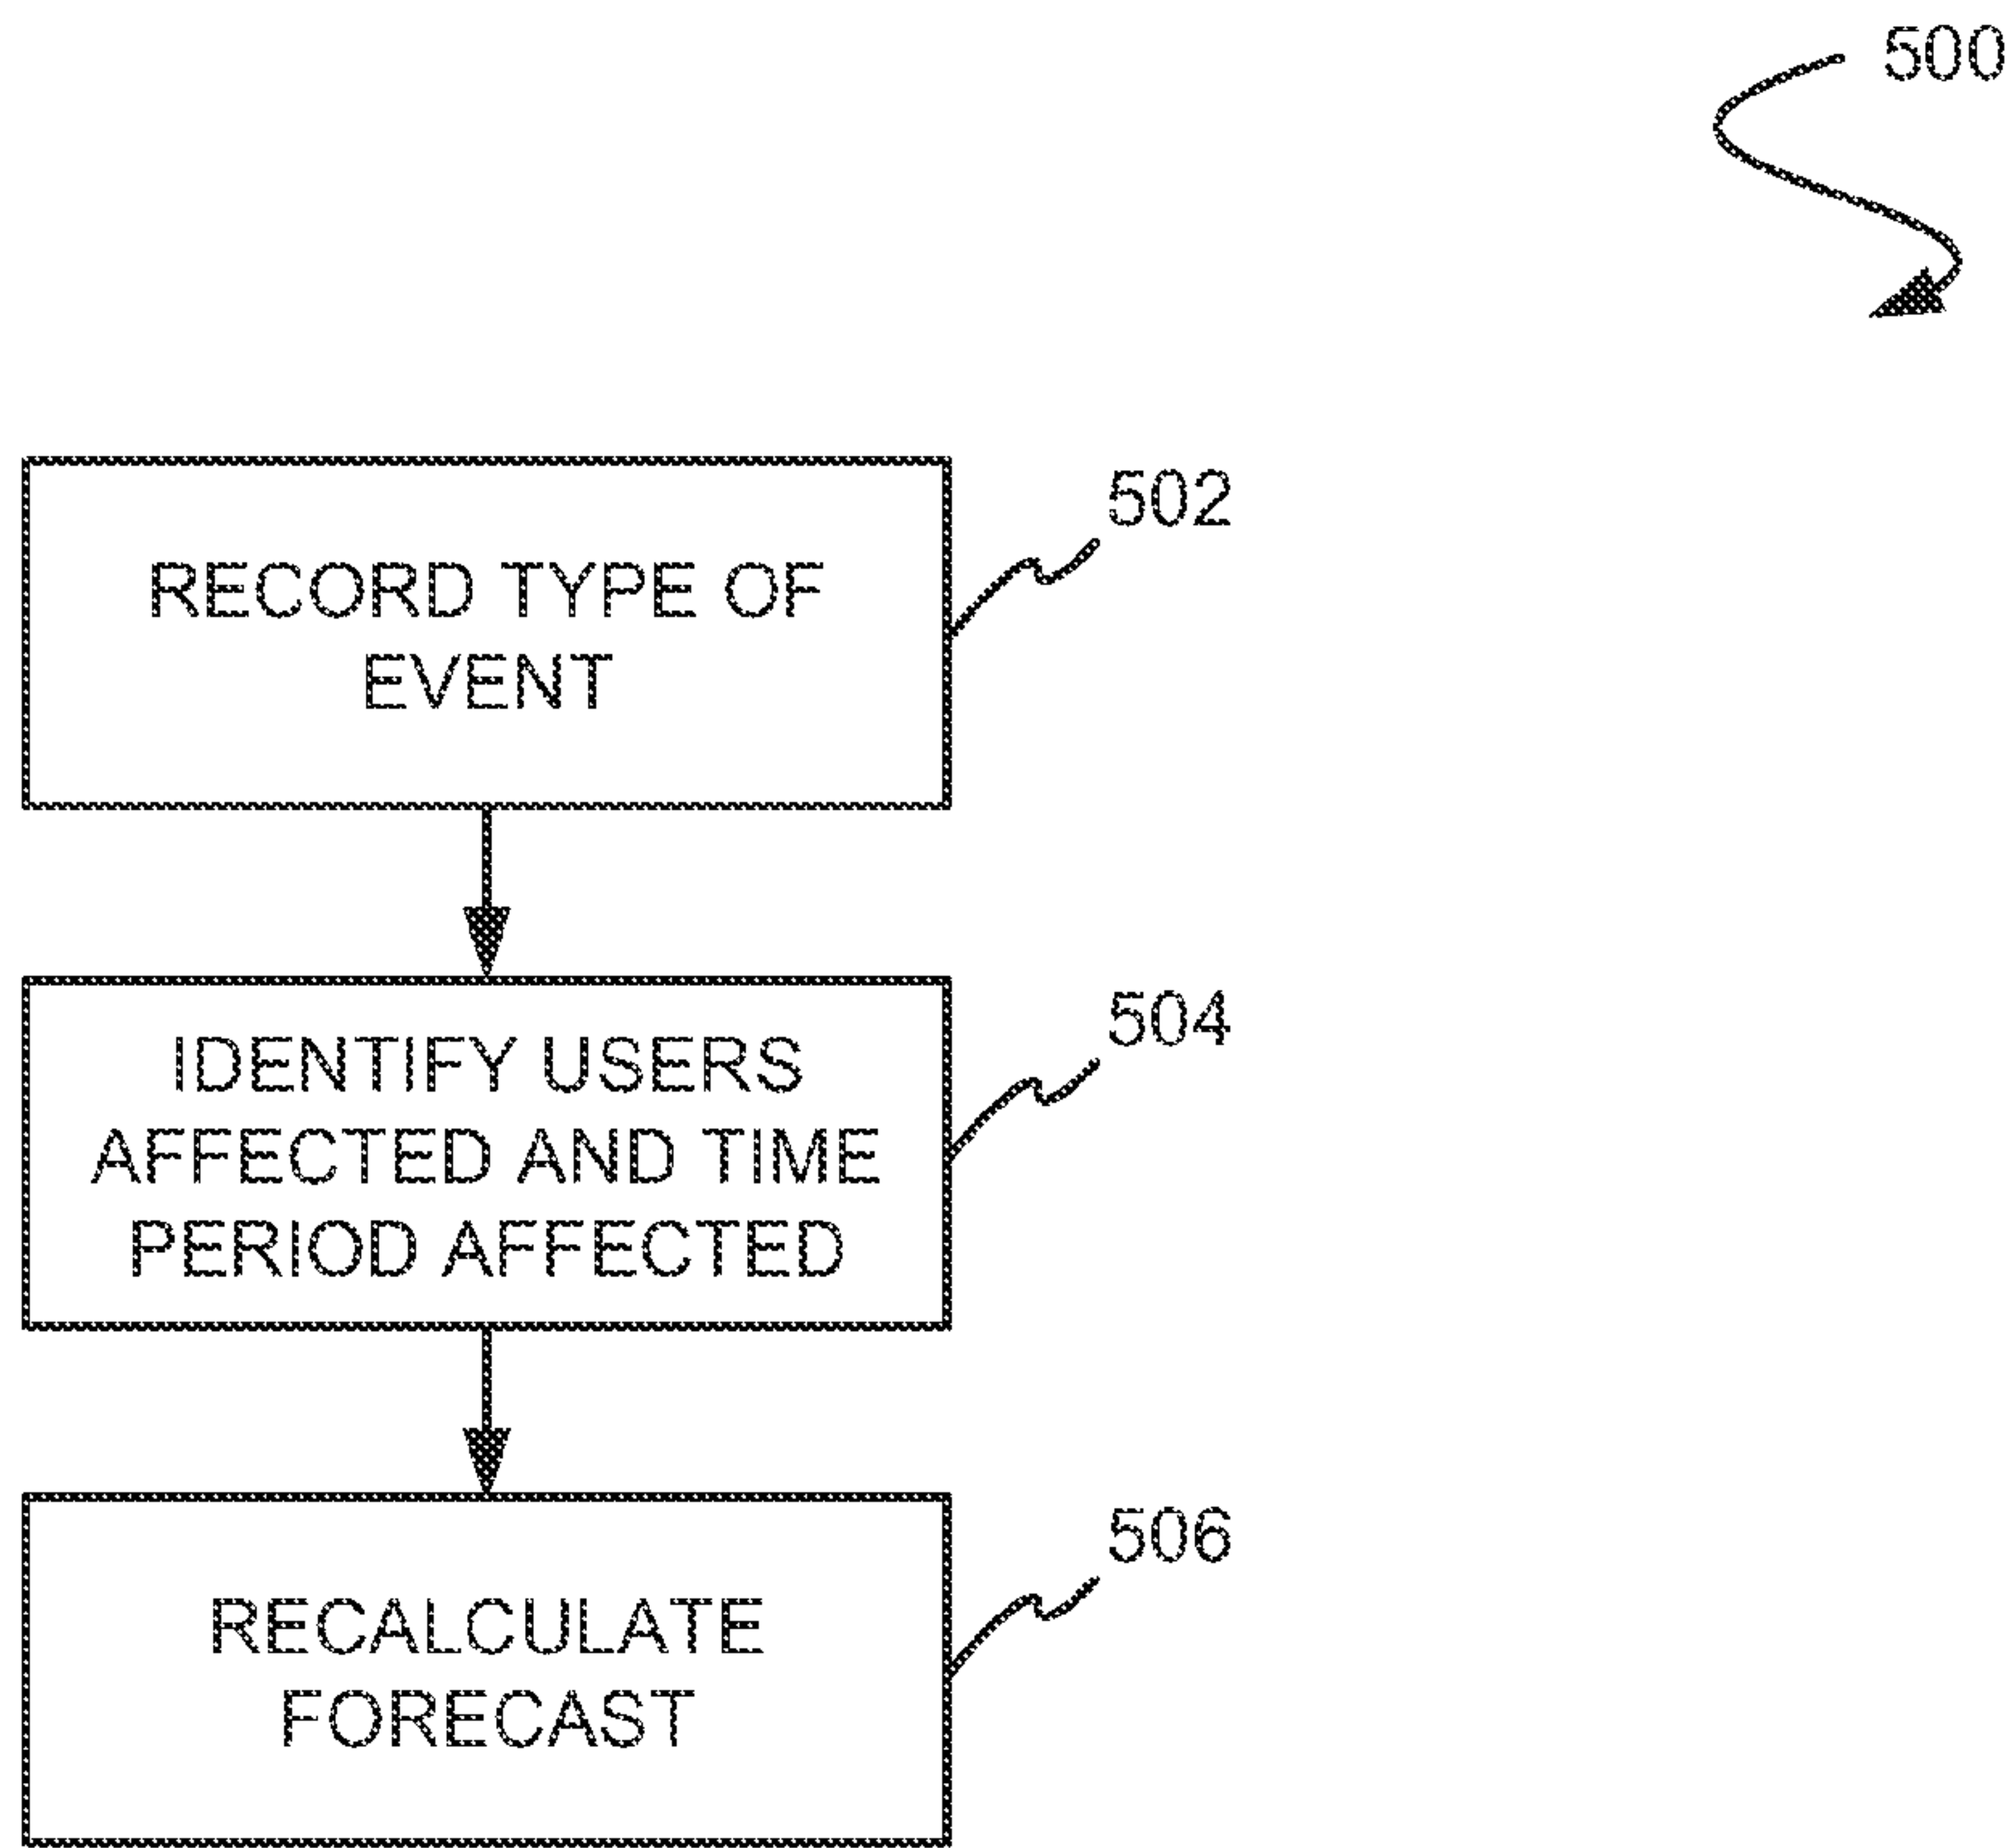 500
502
RECORD TYPE OF
EVENT
504
IDENTIFY USERS
AFFECTED AND TIME
PERIOD AFFECTED
506
RECALCULATE
FORECAST